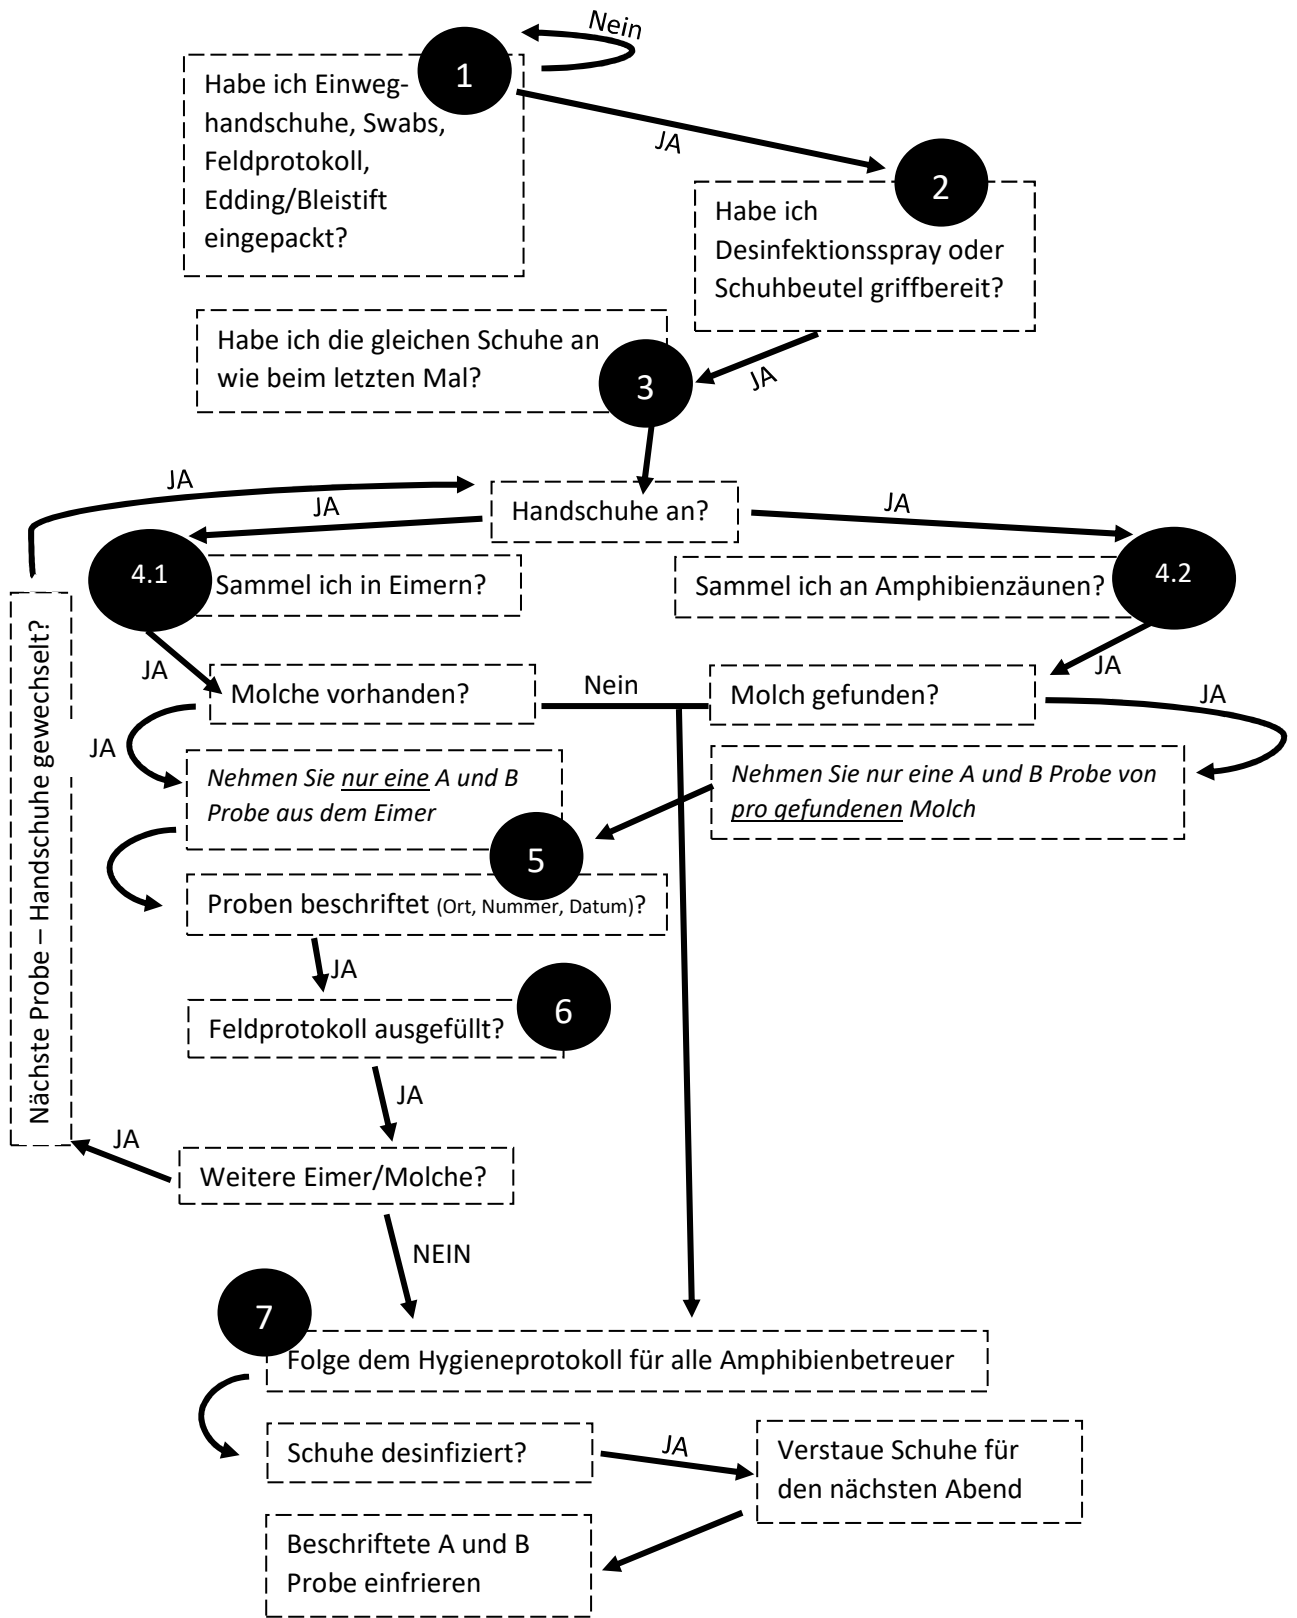 Nein
1
Habe ich Einweg-
handschuhe, Swabs,
Feldprotokoll,
Edding/Bleistift
eingepackt?
JA
2
Habe ich
Desinfektionsspray oder
Schuhbeutel griffbereit?
JA
Habe ich die gleichen Schuhe an
wie beim letzten Mal?
3
JA
Handschuhe an?
JA
JA
4.1
Sammel ich in Eimern?
Sammel ich an Amphibienzäunen?
4.2
Nächste Probe – Handschuhe gewechselt?
JA
Molche vorhanden?
Nein
Molch gefunden?
JA
JA
JA
Nehmen Sie nur eine A und B
Probe aus dem Eimer
Nehmen Sie nur eine A und B Probe von
pro gefundenen Molch
5
Proben beschriftet (Ort, Nummer, Datum)?
JA
Feldprotokoll ausgefüllt?
6
JA
JA
Weitere Eimer/Molche?
NEIN
7
Folge dem Hygieneprotokoll für alle Amphibienbetreuer
Schuhe desinfiziert?
JA
Verstaue Schuhe für
den nächsten Abend
Beschriftete A und B
Probe einfrieren